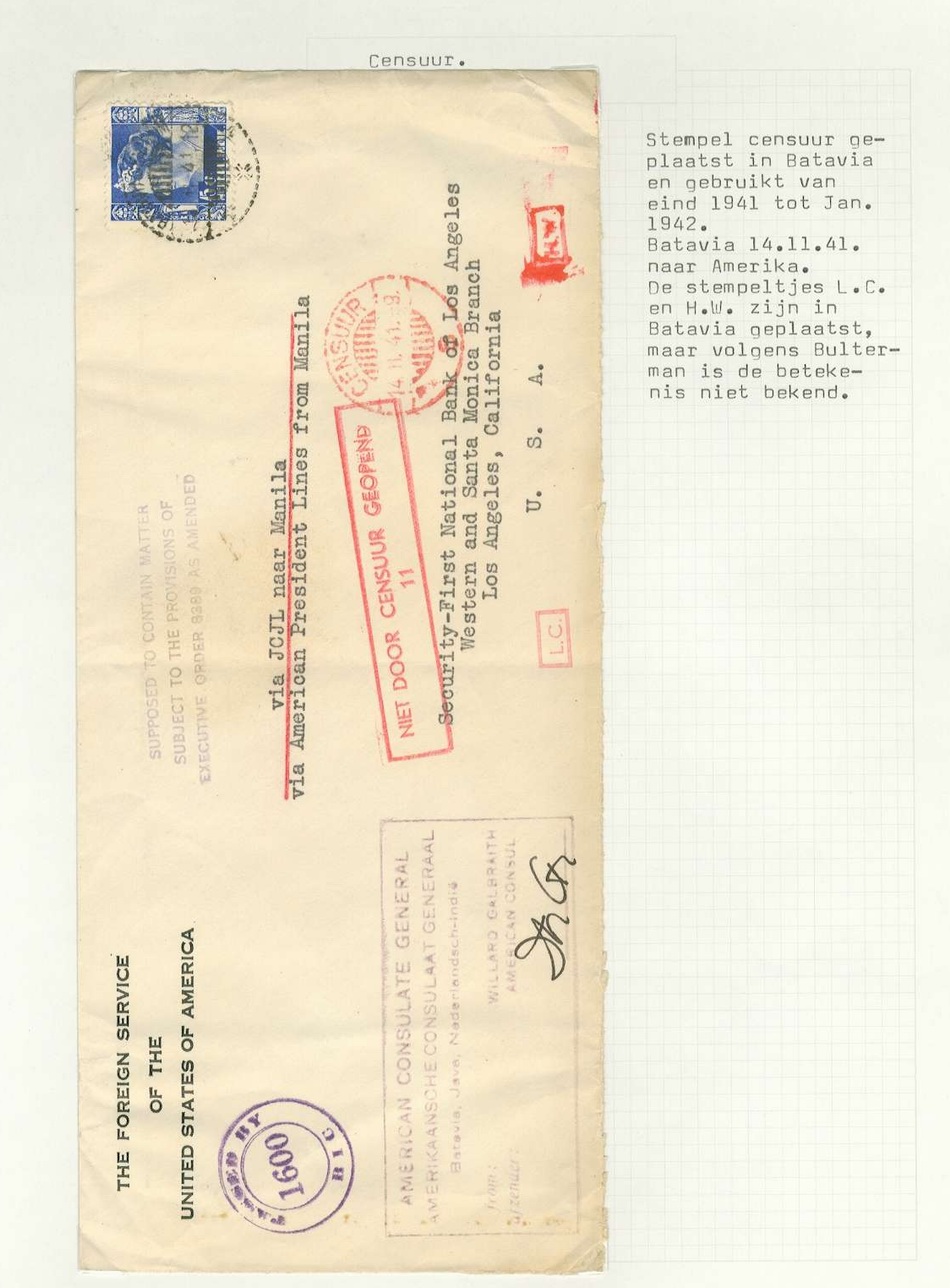 Censuur.
Stempel censuur ge-
plaatst in Batavia
en gebruikt van
eind 1941 tot Jan.
1942.
Batavia 14.11.41.
naar Amerika.
De stempeltjes L.C.
en H.W. zijn in
Batavia geplaatst,
maar volgens Bulter-
man is de beteke-
nis niet bekend.
THE FOREIGN SERVICE
OF THE
UNITED STATES OF AMERICA
SUPPOSED TO CONTAIN MATTER
SUBJECT TO THE PROVISIONS OF
EXECUTIVE ORDER 8389 AS AMENDED
via JCJL naar Manila
via American President Lines from Manila
CENSUUR
14.11.41.
NIET DOOR CENSUUR GEOPEND
11
Security-First National Bank of Los Angeles
Western and Santa Monica Branch
Los Angeles, California
U. S. A.
H.W.
L.C.
PASSED BY
1600
BIC
AMERICAN CONSULATE GENERAL
AMERIKAANSCHE CONSULAAT GENERAAL
Batavia, Java, Nederlandsch-Indië
from:
afzender:
WILLARD GALBRAITH
AMERICAN CONSUL